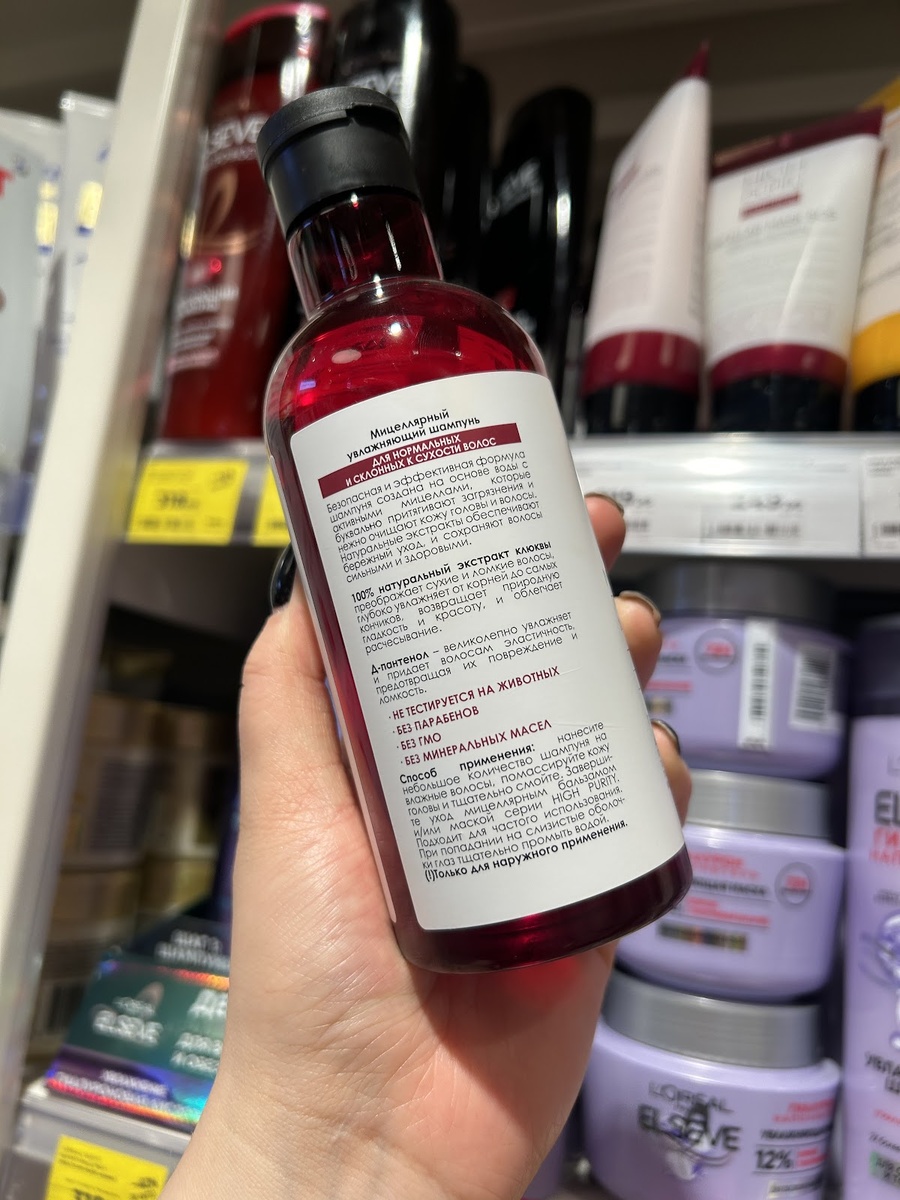 Мицеллярный
увлажняющий шампунь
ДЛЯ НОРМАЛЬНЫХ
И СКЛОННЫХ К СУХОСТИ ВОЛОС
Безопасная и эффективная формула
шампуня создана на основе воды с
активными мицеллами, которые
буквально притягивают загрязнения и
нежно очищают кожу головы и волосы.
Натуральные экстракты обеспечивают
бережный уход, и сохраняют волосы
сильными и здоровыми.
100% натуральный экстракт клюквы
преображает сухие и ломкие волосы,
глубоко увлажняет от корней до самых
кончиков, возвращает природную
гладкость и красоту, и облегчает
расчесывание.
Д-пантенол – великолепно увлажняет
и придает волосам эластичность,
предотвращая их повреждение и
ломкость.
· НЕ ТЕСТИРУЕТСЯ НА ЖИВОТНЫХ
· БЕЗ ПАРАБЕНОВ
· БЕЗ ГМО
· БЕЗ МИНЕРАЛЬНЫХ МАСЕЛ
Способ применения: нанесите
небольшое количество шампуня на
влажные волосы, помассируйте кожу
головы и тщательно смойте. Заверши-
те уход мицеллярным бальзамом
и/или маской серии HIGH PURITY.
Подходит для частого использования.
При попадании на слизистые оболоч-
ки глаз тщательно промыть водой.
(!)Только для наружного применения.
ELSEVE
L'ORÉAL
ELSEVE
12%